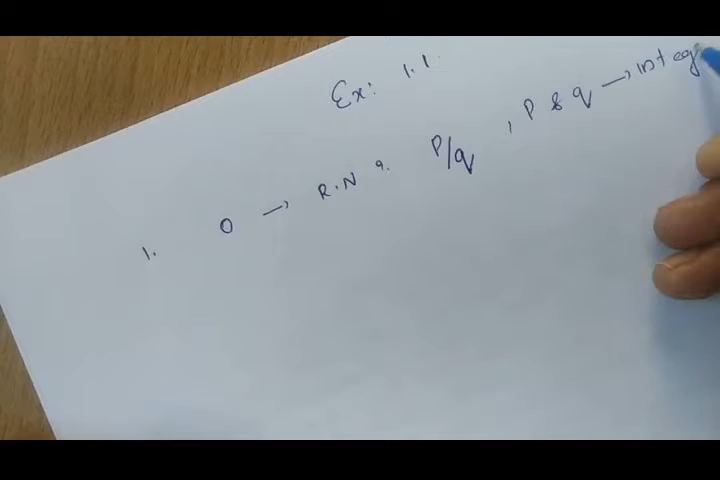 Ex: 1.1.
1. 0 → R.N ? P/q , P & q → integ